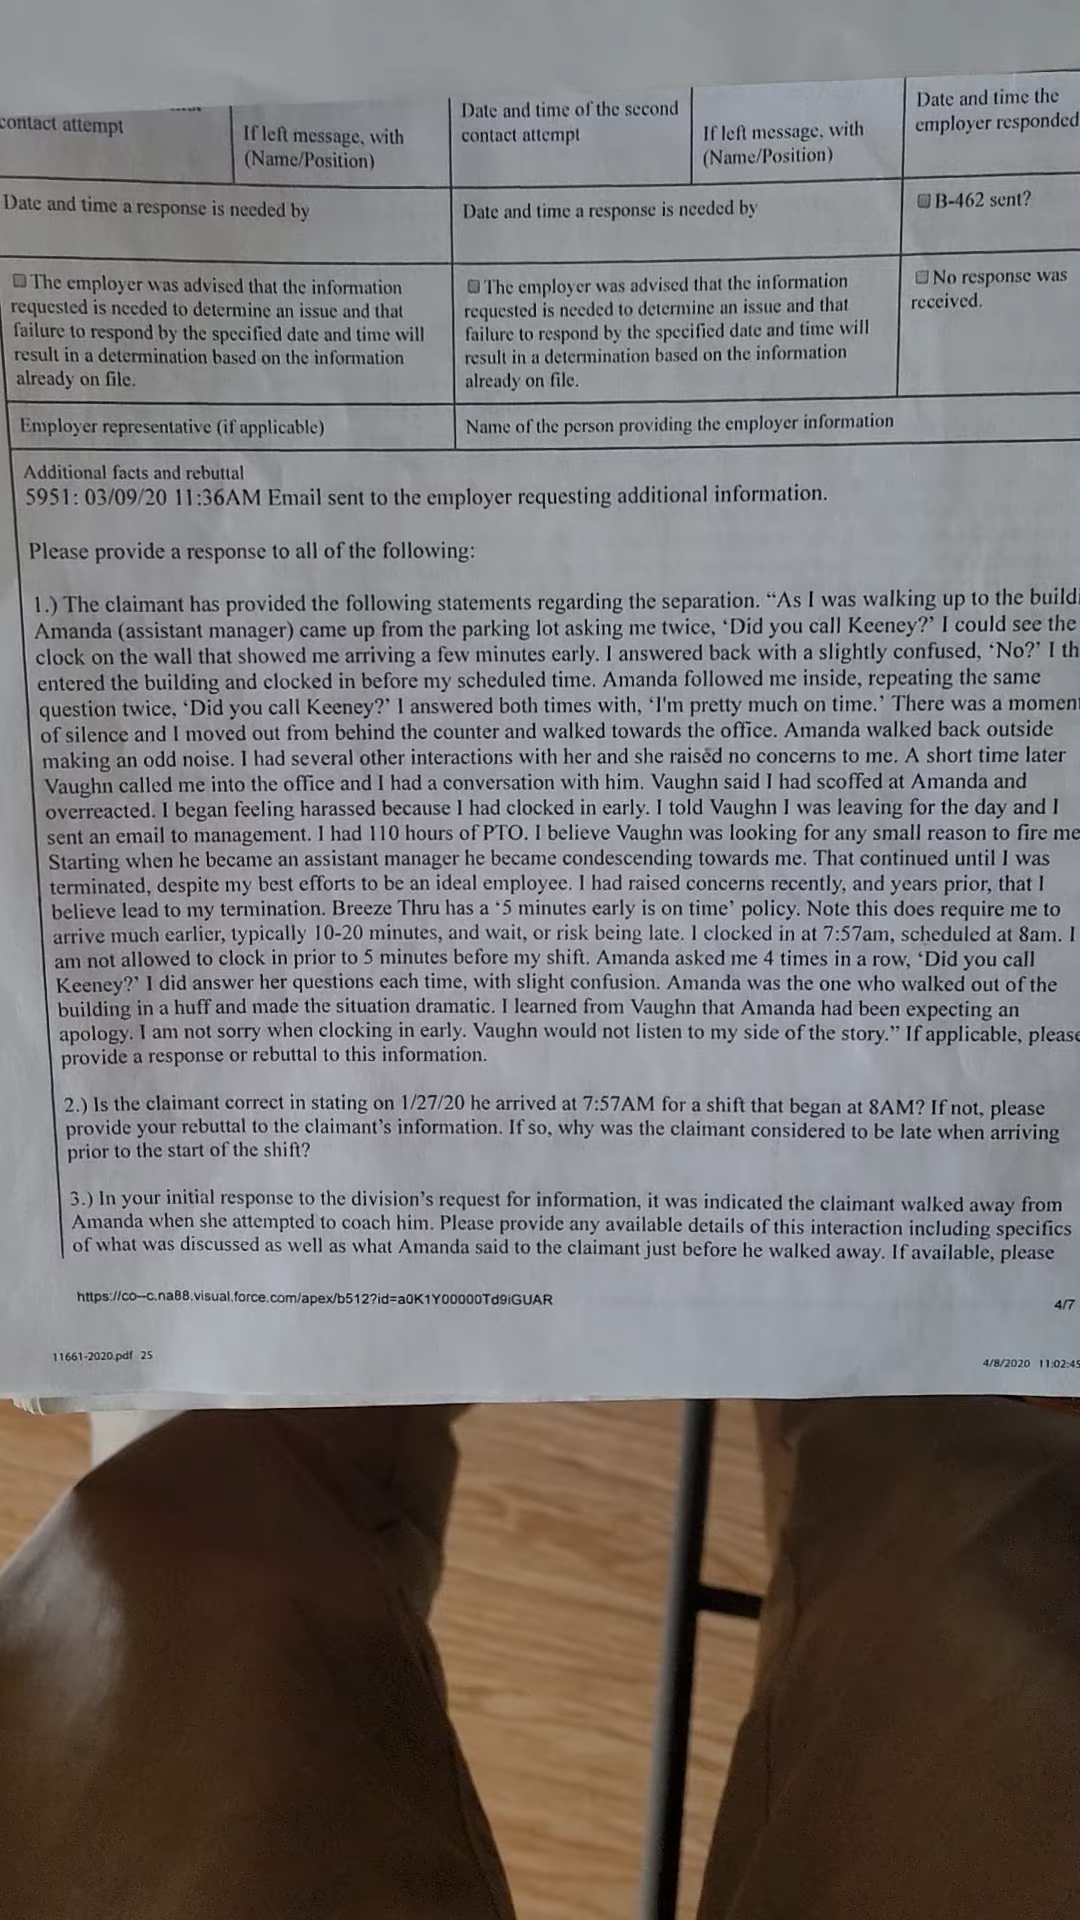 contact attempt
If left message, with
(Name/Position)
Date and time of the second
contact attempt
If left message, with
(Name/Position)
Date and time the
employer responded
Date and time a response is needed by
Date and time a response is needed by
B-462 sent?
The employer was advised that the information
requested is needed to determine an issue and that
failure to respond by the specified date and time will
result in a determination based on the information
already on file.
The employer was advised that the information
requested is needed to determine an issue and that
failure to respond by the specified date and time will
result in a determination based on the information
already on file.
No response was
received.
Employer representative (if applicable)
Name of the person providing the employer information
Additional facts and rebuttal
5951: 03/09/20 11:36AM Email sent to the employer requesting additional information.
Please provide a response to all of the following:
1.) The claimant has provided the following statements regarding the separation. “As I was walking up to the buildi
Amanda (assistant manager) came up from the parking lot asking me twice, ‘Did you call Keeney?’ I could see the
clock on the wall that showed me arriving a few minutes early. I answered back with a slightly confused, ‘No?’ I th
entered the building and clocked in before my scheduled time. Amanda followed me inside, repeating the same
question twice, ‘Did you call Keeney?’ I answered both times with, ‘I'm pretty much on time.’ There was a moment
of silence and I moved out from behind the counter and walked towards the office. Amanda walked back outside
making an odd noise. I had several other interactions with her and she raised no concerns to me. A short time later
Vaughn called me into the office and I had a conversation with him. Vaughn said I had scoffed at Amanda and
overreacted. I began feeling harassed because I had clocked in early. I told Vaughn I was leaving for the day and I
sent an email to management. I had 110 hours of PTO. I believe Vaughn was looking for any small reason to fire me
Starting when he became an assistant manager he became condescending towards me. That continued until I was
terminated, despite my best efforts to be an ideal employee. I had raised concerns recently, and years prior, that I
believe lead to my termination. Breeze Thru has a ‘5 minutes early is on time’ policy. Note this does require me to
arrive much earlier, typically 10-20 minutes, and wait, or risk being late. I clocked in at 7:57am, scheduled at 8am. I
am not allowed to clock in prior to 5 minutes before my shift. Amanda asked me 4 times in a row, ‘Did you call
Keeney?’ I did answer her questions each time, with slight confusion. Amanda was the one who walked out of the
building in a huff and made the situation dramatic. I learned from Vaughn that Amanda had been expecting an
apology. I am not sorry when clocking in early. Vaughn would not listen to my side of the story.” If applicable, please
provide a response or rebuttal to this information.
2.) Is the claimant correct in stating on 1/27/20 he arrived at 7:57AM for a shift that began at 8AM? If not, please
provide your rebuttal to the claimant’s information. If so, why was the claimant considered to be late when arriving
prior to the start of the shift?
3.) In your initial response to the division’s request for information, it was indicated the claimant walked away from
Amanda when she attempted to coach him. Please provide any available details of this interaction including specifics
of what was discussed as well as what Amanda said to the claimant just before he walked away. If available, please
https://co--c.na88.visual.force.com/apex/b512?id=a0K1Y00000Td9iGUAR
4/7
11661-2020.pdf 25
4/8/2020 11:02:45